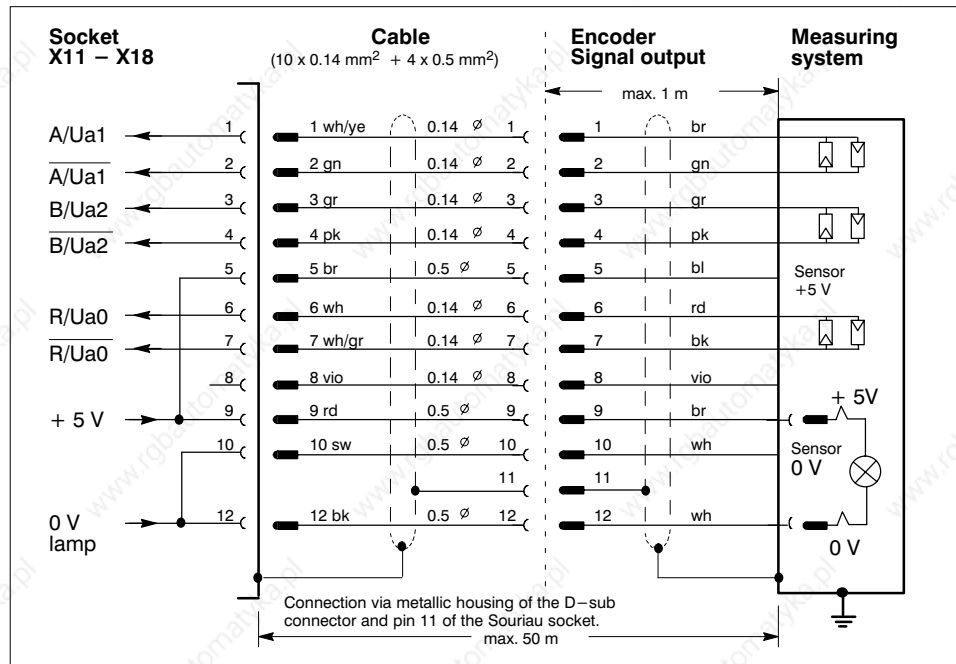 Socket X11 – X18
Cable
(10 x 0.14 mm² + 4 x 0.5 mm²)
Encoder Signal output
Measuring system
max. 1 m
A/Ua1 1 1 wh/ye 0.14 ⌀ 1 1 br
A/Ua1 2 2 gn 0.14 ⌀ 2 2 gn
B/Ua2 3 3 gr 0.14 ⌀ 3 3 gr
B/Ua2 4 4 pk 0.14 ⌀ 4 4 pk
5 5 br 0.5 ⌀ 5 5 bl Sensor +5 V
R/Ua0 6 6 wh 0.14 ⌀ 6 6 rd
R/Ua0 7 7 wh/gr 0.14 ⌀ 7 7 bk
8 8 vio 0.14 ⌀ 8 8 vio
+ 5 V 9 9 rd 0.5 ⌀ 9 9 br + 5V
10 10 sw 0.5 ⌀ 10 10 wh Sensor 0 V
11 11
0 V lamp 12 12 bk 0.5 ⌀ 12 12 wh 0 V
Connection via metallic housing of the D–sub
connector and pin 11 of the Souriau socket.
max. 50 m
www.rgbautomatyka.pl